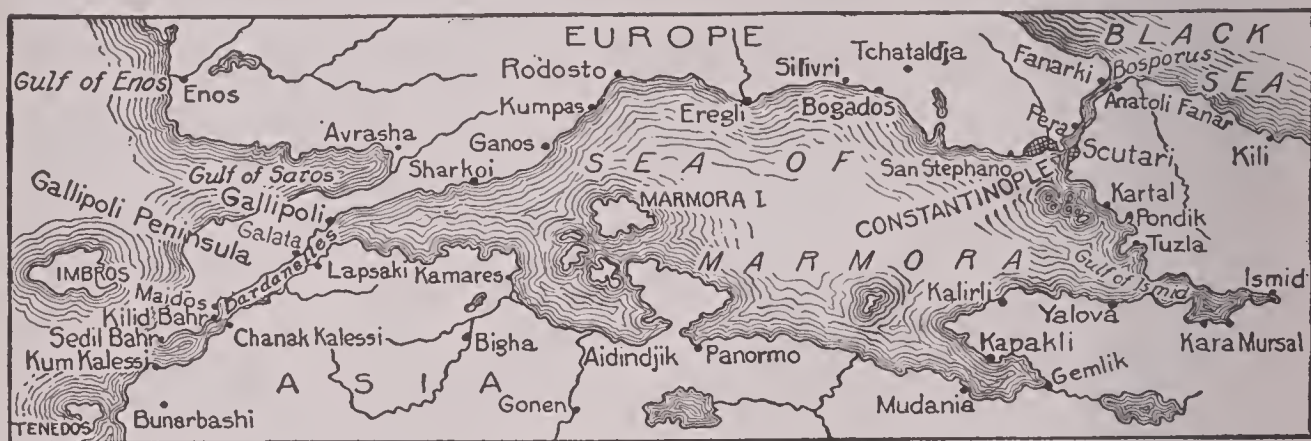 EUROPE
BLACK
SEA
Tchataldja
Fanarki
Bosporus
Gulf of Enos
Enos
Rodosto
Silivri
Anatoli Fanar
Kumpas
Eregli
Bogados
Pera
Avrasha
Ganos
SEA OF
Scutari
Kili
Gulf of Saros
Sharkoi
San Stephano
CONSTANTINOPLE
Gallipoli Peninsula
Gallipoli
MARMORA I
Kartal
Pondik
Galata
Dardanelles
Tuzla
IMBROS
Lapsaki
Kamares
MARMORA
Gulf of Ismid
Ismid
Maidos
Kilid Bahr
Kalirli
Yalova
Sedil Bahr
Chanak Kalessi
Bigha
Kara Mursal
Kum Kalessi
Aidindjik
Panormo
Kapakli
Gemlik
ASIA
Bunarbashi
Gonen
Mudania
TENEDOS